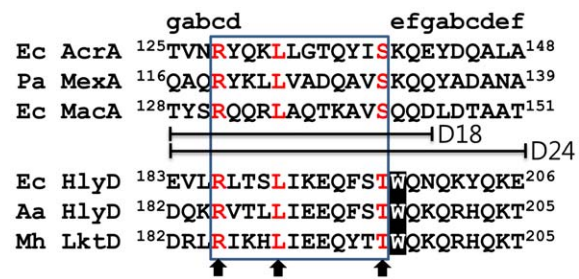 gabcd efgabcdef
Ec AcrA 125TVNRYQKLLGTQYISKQEYDQALA148
Pa MexA 116QAQRYKLLVADQAVSKQQYADANA139
Ec MacA 128TYSRQQRLAQTKAVSQQDLDTAAT151
D18
D24
Ec HlyD 183EVLRLTSLIKEQFSTWQNQKYQKE206
Aa HlyD 182DQKRVTLLIEEQFSTWQKQRHQKT205
Mh LktD 182DRLRIKHLIEEQYTTWQKQRHQKT205